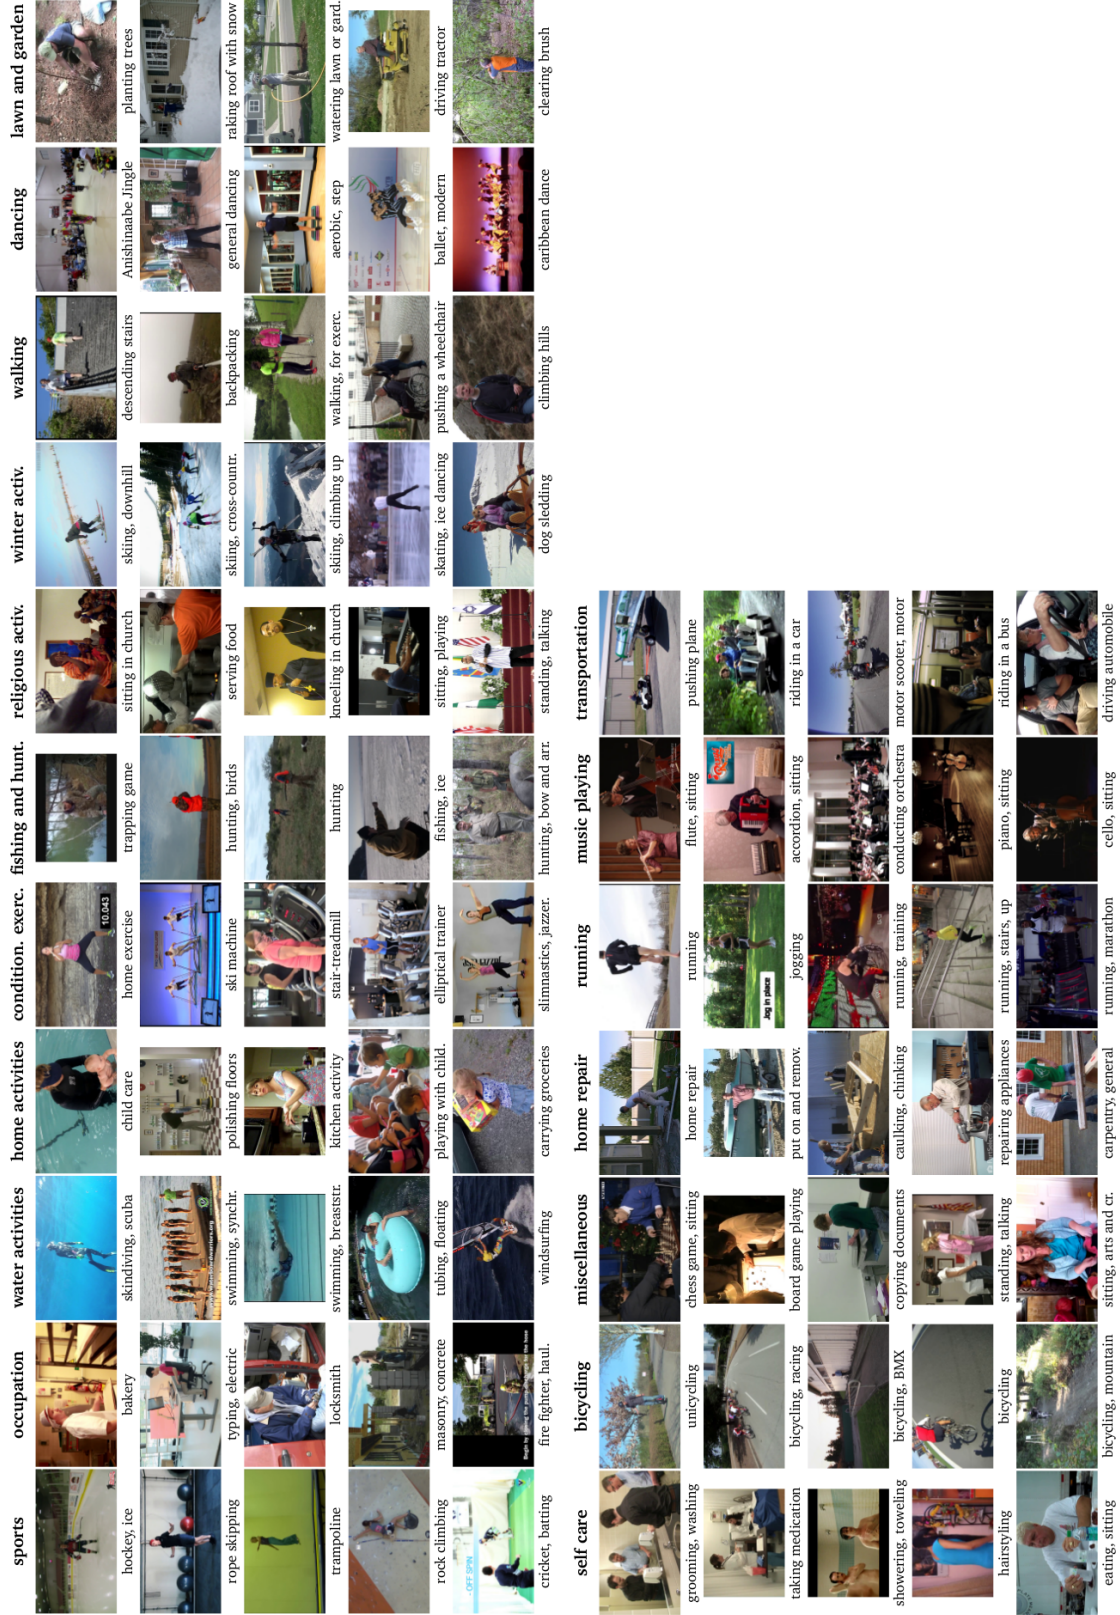 sports
occupation
water activities
home activities
condition. exerc.
fishing and hunt.
religious activ.
winter activ.
walking
dancing
lawn and garden
hockey, ice
bakery
skindiving, scuba
child care
home exercise
trapping game
sitting in church
skiing, downhill
descending stairs
Anishinaabe Jingle
planting trees
rope skipping
typing, electric
swimming, synchr.
polishing floors
ski machine
hunting, birds
serving food
skiing, cross-countr.
backpacking
general dancing
raking roof with snow
trampoline
locksmith
swimming, breaststr.
kitchen activity
stair-treadmill
hunting
kneeling in church
skiing, climbing up
walking, for exerc.
aerobic, step
watering lawn or gard.
rock climbing
masonry, concrete
tubing, floating
playing with child.
elliptical trainer
fishing, ice
sitting, playing
skating, ice dancing
pushing a wheelchair
ballet, modern
driving tractor
OFF SPIN
cricket, batting
fire fighter, haul.
windsurfing
carrying groceries
slimnastics, jazzer.
hunting, bow and arr.
standing, talking
dog sledding
climbing hills
caribbean dance
clearing brush
10.043
self care
bicycling
miscellaneous
home repair
running
music playing
transportation
grooming, washing
unicycling
chess game, sitting
home repair
running
flute, sitting
pushing plane
taking medication
bicycling, racing
board game playing
put on and remov.
Jog in place
jogging
accordion, sitting
riding in a car
showering, toweling
bicycling, BMX
copying documents
caulking, chinking
running, training
conducting orchestra
motor scooter, motor
hairstyling
bicycling
standing, talking
repairing appliances
running, stairs, up
piano, sitting
riding in a bus
eating, sitting
bicycling, mountain
sitting, arts and cr.
carpentry, general
running, marathon
cello, sitting
driving automobile